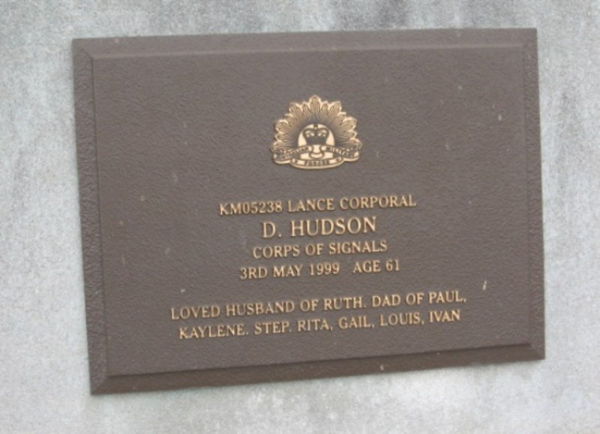 KM05238 LANCE CORPORAL
D. HUDSON
CORPS OF SIGNALS
3RD MAY 1999 AGE 61
LOVED HUSBAND OF RUTH. DAD OF PAUL,
KAYLENE. STEP. RITA, GAIL, LOUIS, IVAN